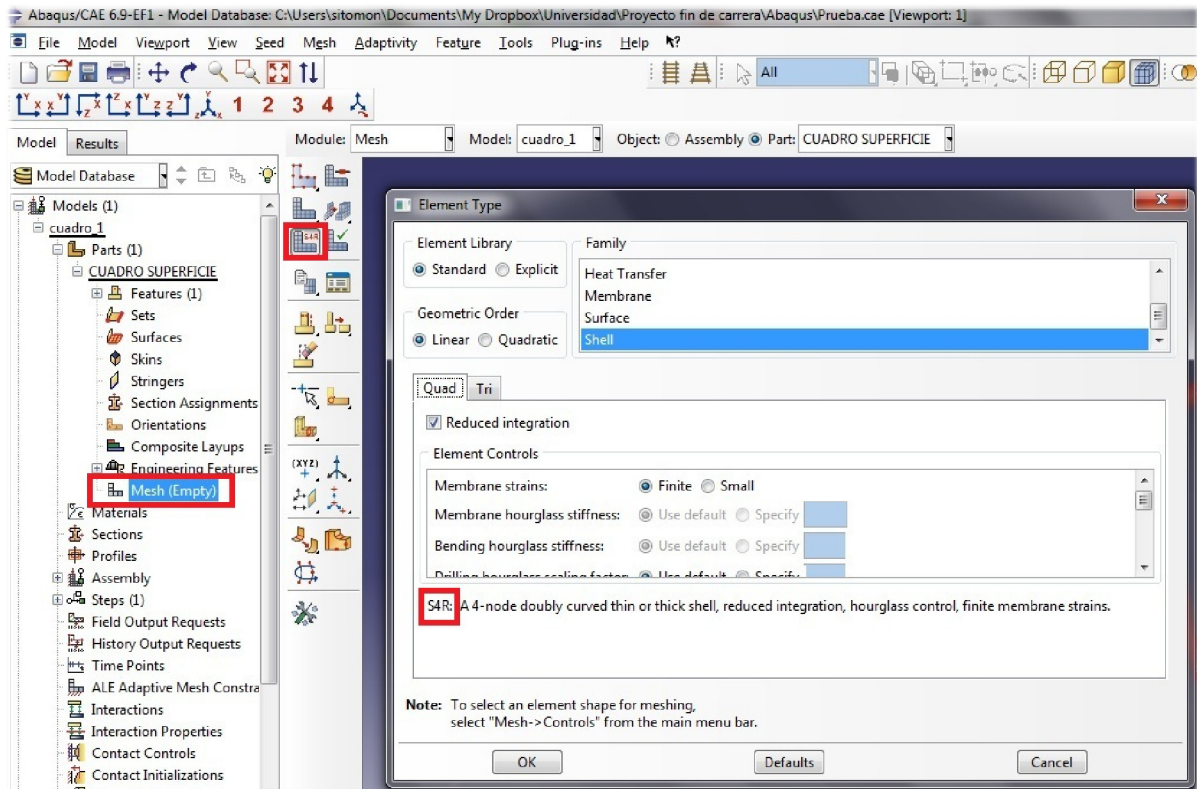 Abaqus/CAE 6.9-EF1 - Model Database: C:\Users\sitomon\Documents\My Dropbox\Universidad\Proyecto fin de carrera\Abaqus\Prueba.cae [Viewport: 1]
File Model Viewport View Seed Mesh Adaptivity Feature Tools Plug-ins Help
All
1 2 3 4
Model Results
Module: Mesh Model: cuadro_1 Object: Assembly Part: CUADRO SUPERFICIE
Model Database
Models (1)
cuadro_1
Parts (1)
CUADRO SUPERFICIE
Features (1)
Sets
Surfaces
Skins
Stringers
Section Assignments
Orientations
Composite Layups
Engineering Features
Mesh (Empty)
Materials
Sections
Profiles
Assembly
Steps (1)
Field Output Requests
History Output Requests
Time Points
ALE Adaptive Mesh Constra
Interactions
Interaction Properties
Contact Controls
Contact Initializations
S4R
(XYZ)
Element Type
Element Library
Standard Explicit
Geometric Order
Linear Quadratic
Family
Heat Transfer
Membrane
Surface
Shell
Quad Tri
Reduced integration
Element Controls
Membrane strains: Finite Small
Membrane hourglass stiffness: Use default Specify
Bending hourglass stiffness: Use default Specify
Drilling hourglass scaling factor: Use default Specify
S4R: A 4-node doubly curved thin or thick shell, reduced integration, hourglass control, finite membrane strains.
Note: To select an element shape for meshing,
select "Mesh->Controls" from the main menu bar.
OK Defaults Cancel